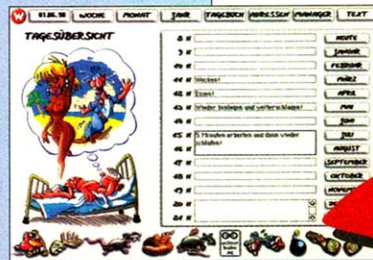 W 01.06.98 WOCHE MONAT JAHR TAGEBUCH ADRESSEN MANAGER TEXT
TAGESÜBERSICHT
8 H
9 H
10 H
11 H Wecken!
12 H Essen!
13 H Wieder hinlegen und weiterschlafen!
14 H
15 H 5 Minuten arbeiten und dann wieder
schlafen!
16 H
17 H
18 H
19 H
20 H
21 H
HEUTE
JANUAR
FEBRUAR
MÄRZ
APRIL
MAI
JUNI
JULI
AUGUST
SEPTEMBER
OKTOBER